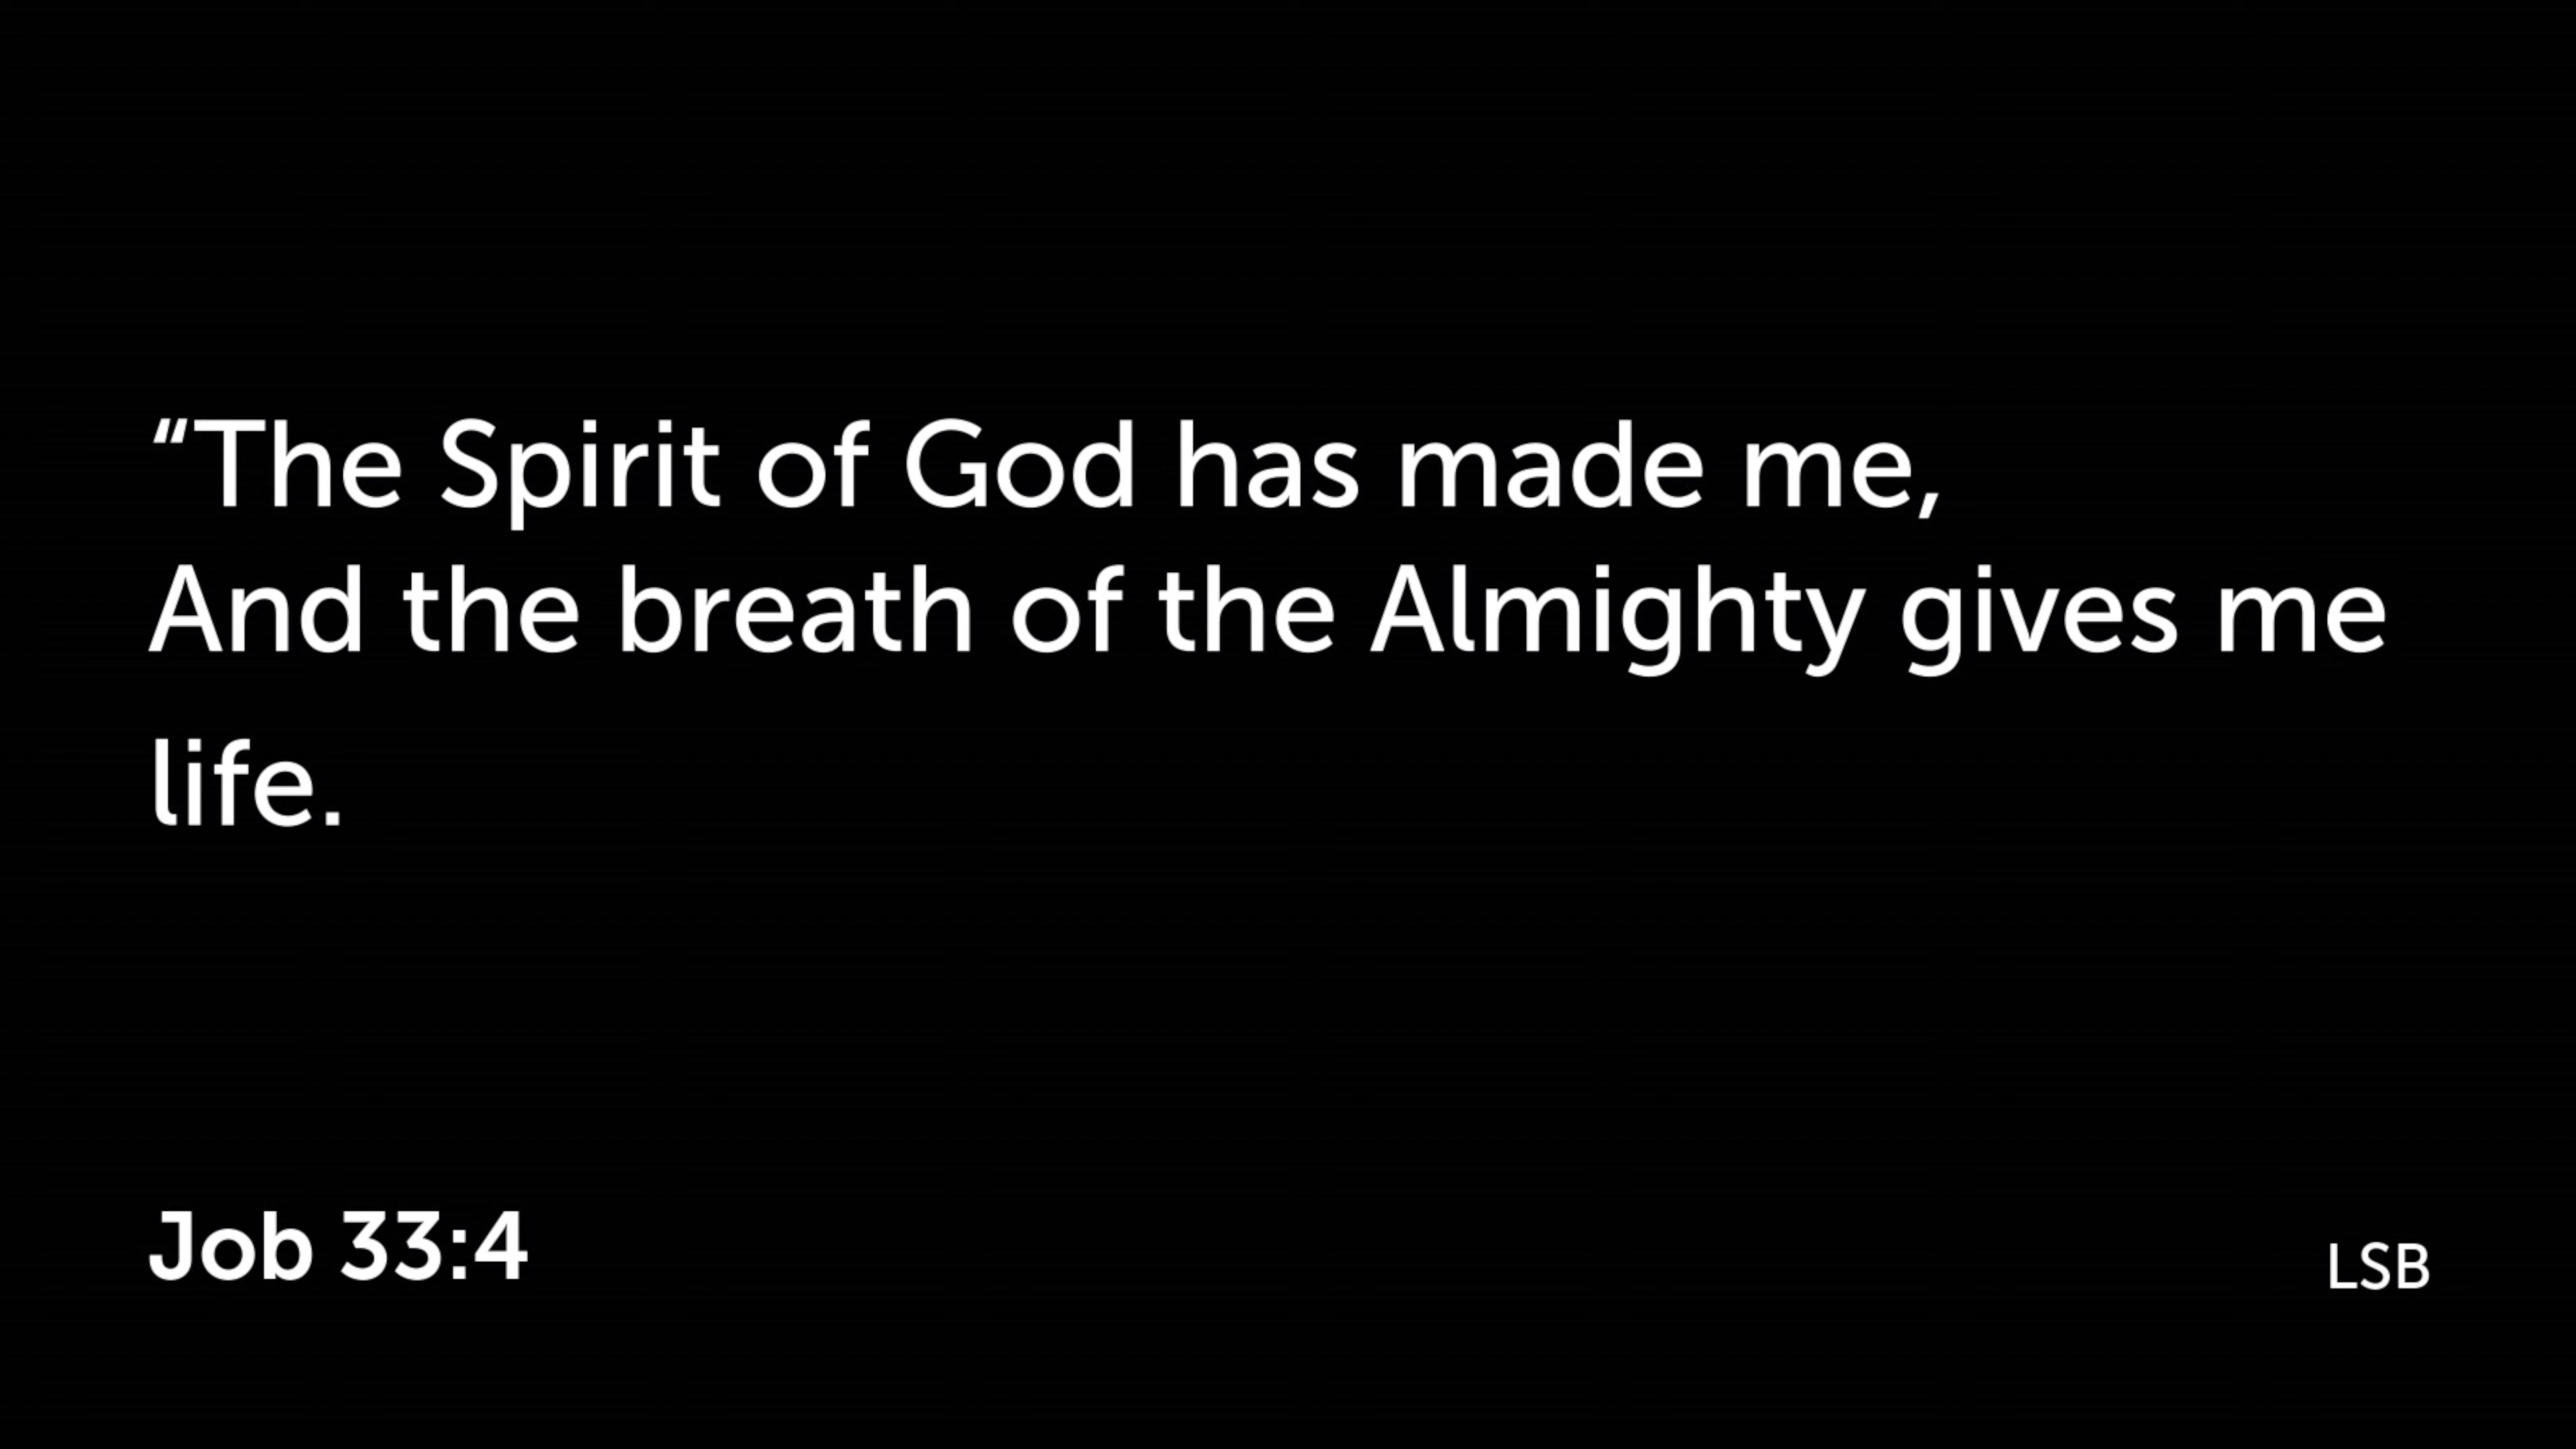 “The Spirit of God has made me,
And the breath of the Almighty gives me
life.
Job 33:4
LSB